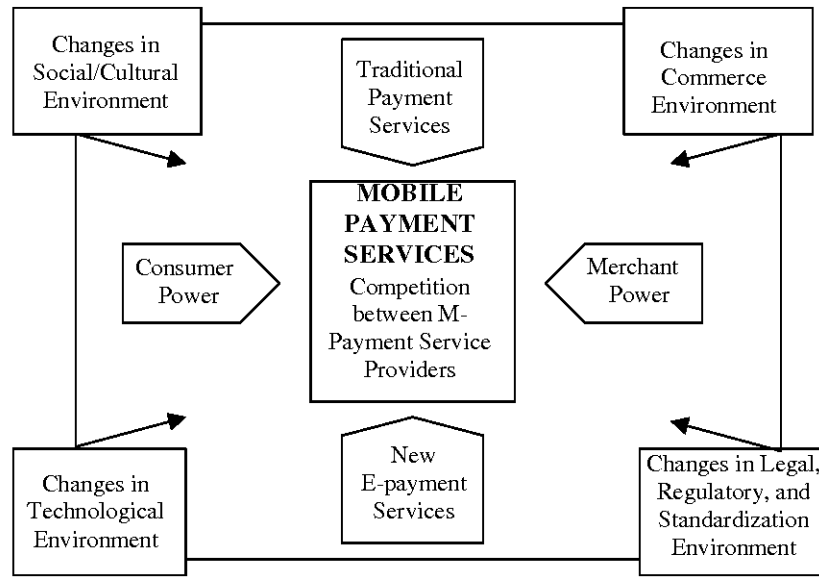 Changes in
Social/Cultural
Environment
Traditional
Payment
Services
Changes in
Commerce
Environment
Consumer
Power
MOBILE
PAYMENT
SERVICES
Competition
between M-
Payment Service
Providers
Merchant
Power
Changes in
Technological
Environment
New
E-payment
Services
Changes in Legal,
Regulatory, and
Standardization
Environment